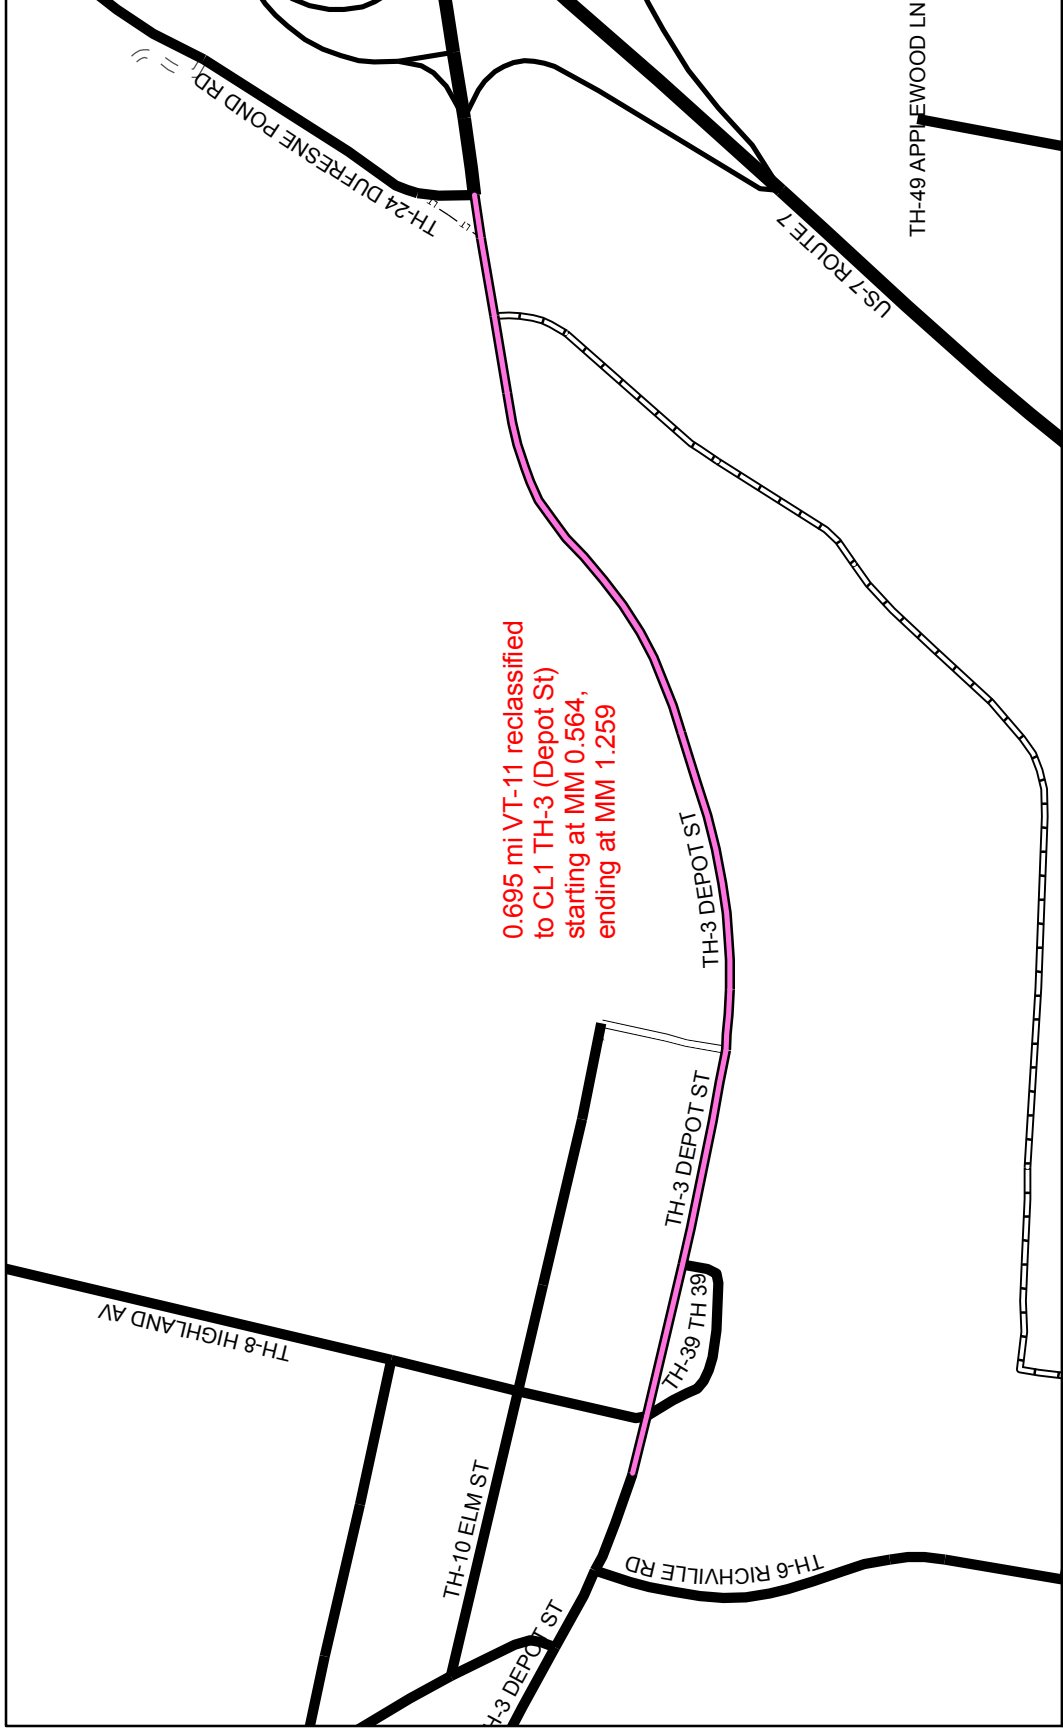 TH-24 DUFRESNE POND RD
TH-49 APPLEWOOD LN
US-7 ROUTE 7
LT
LT
0.695 mi VT-11 reclassified
to CL1 TH-3 (Depot St)
starting at MM 0.564,
ending at MM 1.259
TH-3 DEPOT ST
TH-3 DEPOT ST
TH-8 HIGHLAND AV
TH-39 TH 39
TH-10 ELM ST
TH-6 RICHVILLE RD
H-3 DEPOT ST